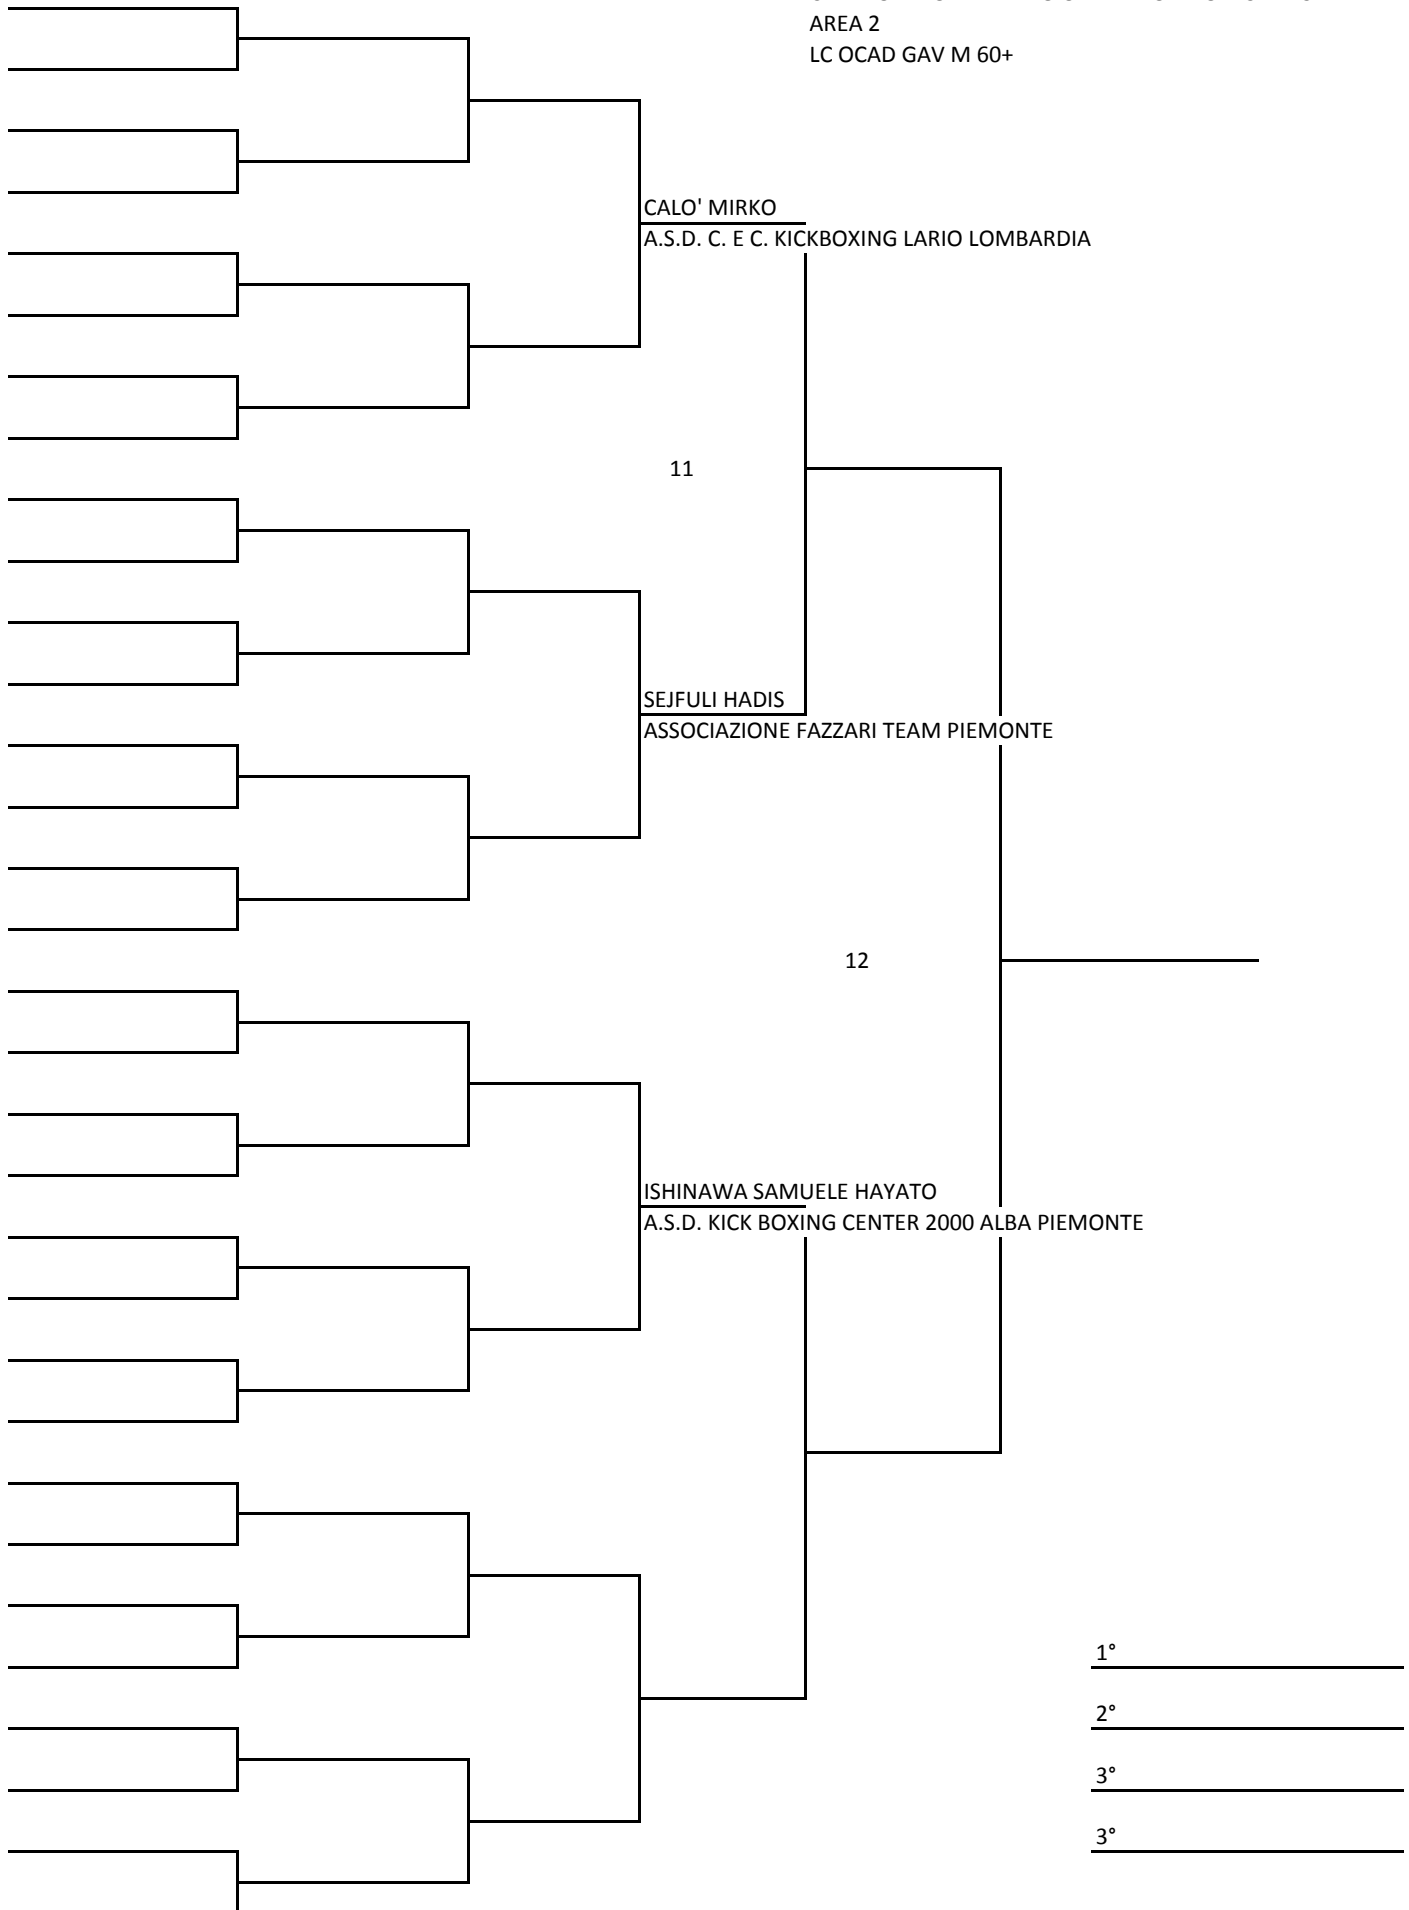 AREA 2
LC OCAD GAV M 60+
CALO' MIRKO
A.S.D. C. E C. KICKBOXING LARIO LOMBARDIA
11
SEJFULI HADIS
ASSOCIAZIONE FAZZARI TEAM PIEMONTE
12
ISHINAWA SAMUELE HAYATO
A.S.D. KICK BOXING CENTER 2000 ALBA PIEMONTE
1°
2°
3°
3°